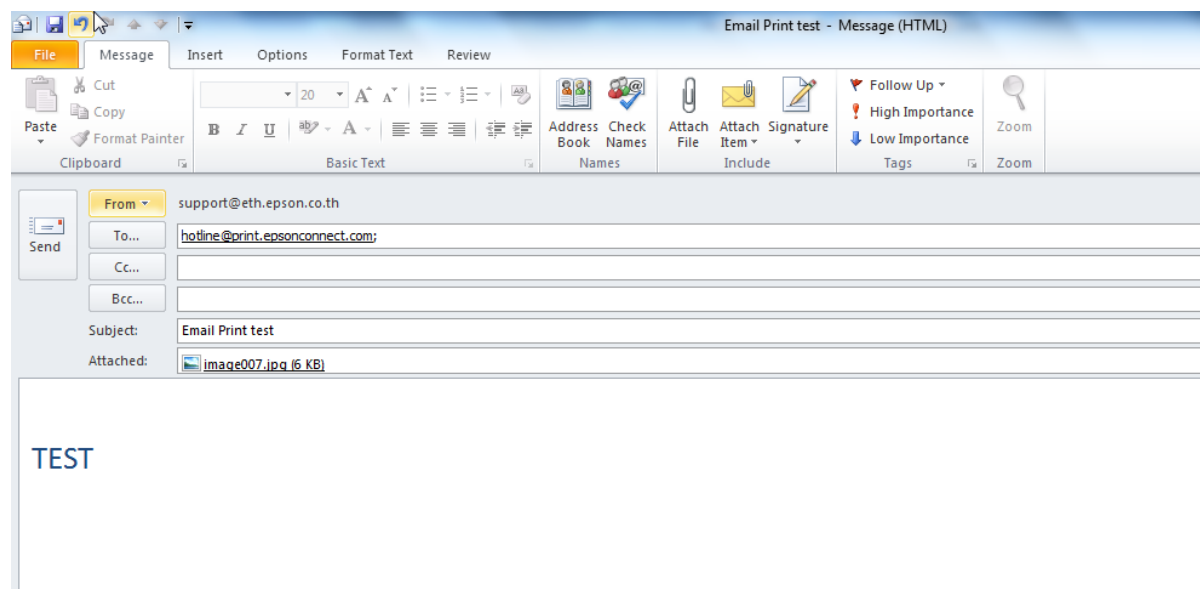 Email Print test - Message (HTML)
File Message Insert Options Format Text Review
Cut
Copy
Format Painter
Paste
Clipboard
20
B I U
Basic Text
Address Book
Check Names
Names
Attach File
Attach Item
Signature
Include
Follow Up
High Importance
Low Importance
Tags
Zoom
Zoom
From support@eth.epson.co.th
Send
To... hotline@print.epsonconnect.com;
Cc...
Bcc...
Subject: Email Print test
Attached: image007.jpg (6 KB)
TEST